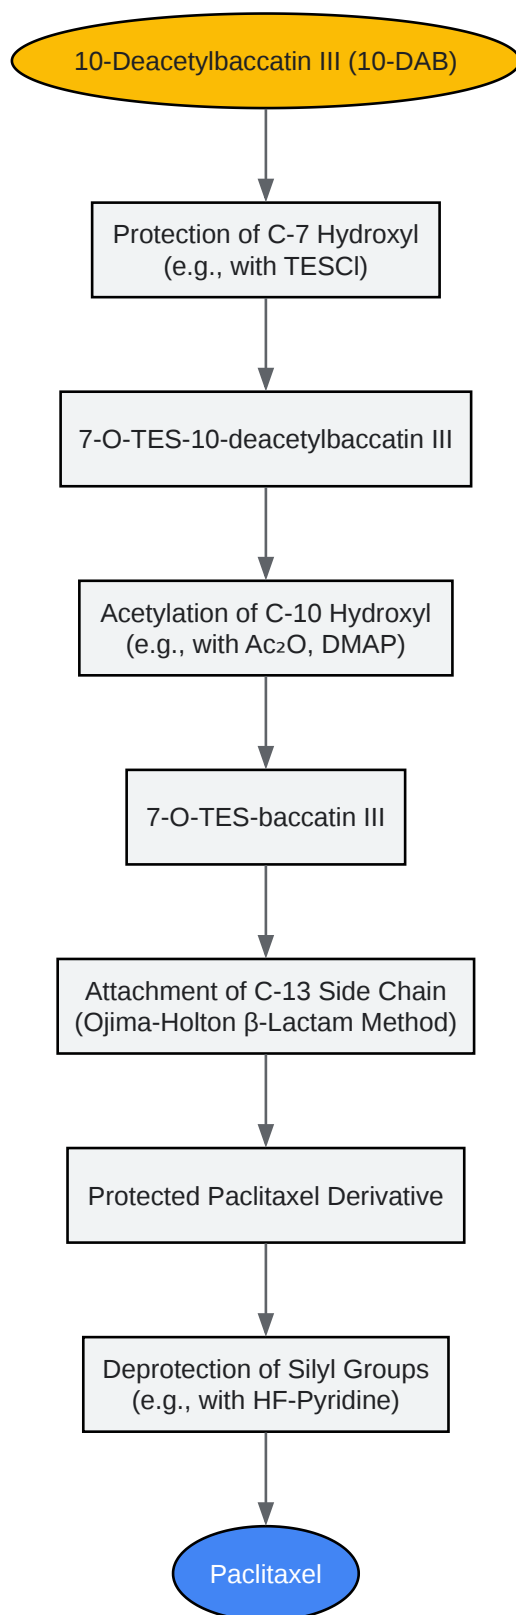 10-Deacetylbaccatin III (10-DAB)
Protection of C-7 Hydroxyl
(e.g., with TESCl)
7-O-TES-10-deacetylbaccatin III
Acetylation of C-10 Hydroxyl
(e.g., with Ac₂O, DMAP)
7-O-TES-baccatin III
Attachment of C-13 Side Chain
(Ojima-Holton β-Lactam Method)
Protected Paclitaxel Derivative
Deprotection of Silyl Groups
(e.g., with HF-Pyridine)
Paclitaxel